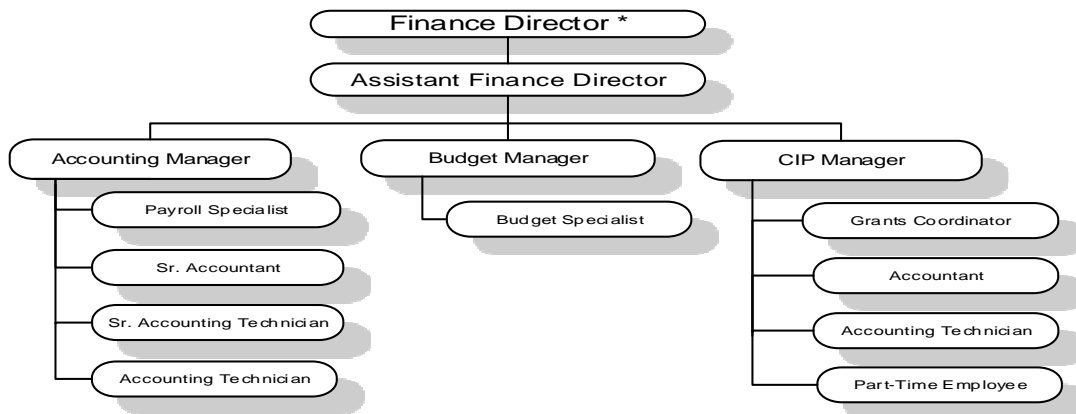 Finance Director *
Assistant Finance Director
Accounting Manager
Payroll Specialist
Sr. Accountant
Sr. Accounting Technician
Accounting Technician
Budget Manager
Budget Specialist
CIP Manager
Grants Coordinator
Accountant
Accounting Technician
Part-Time Employee